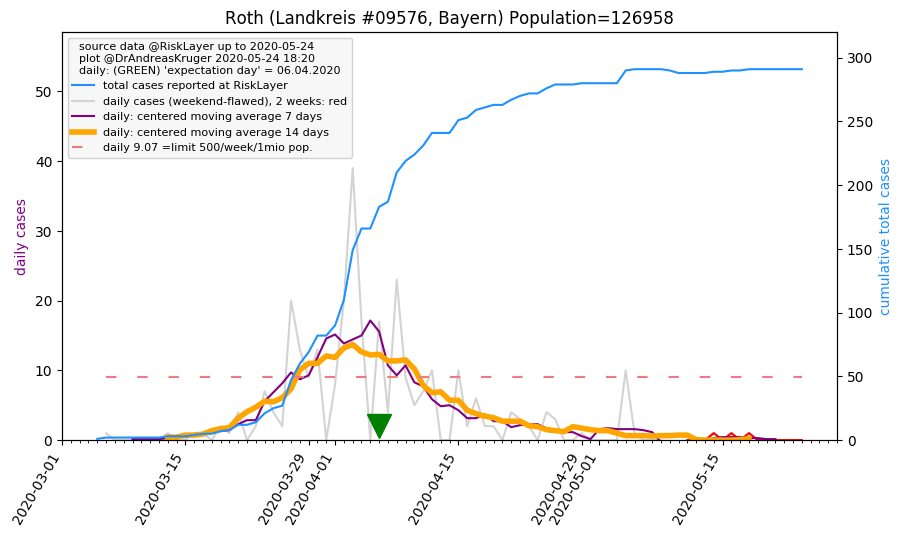 Roth (Landkreis #09576, Bayern) Population=126958
source data @RiskLayer up to 2020-05-24
plot @DrAndreasKruger 2020-05-24 18:20
daily: (GREEN) 'expectation day' = 06.04.2020
total cases reported at RiskLayer
daily cases (weekend-flawed), 2 weeks: red
daily: centered moving average 7 days
daily: centered moving average 14 days
daily 9.07 =limit 500/week/1mio pop.
daily cases
50
40
30
20
10
0
300
250
200
150
100
50
0
cumulative total cases
2020-03-01
2020-03-15
2020-03-29
2020-04-01
2020-04-15
2020-04-29
2020-05-01
2020-05-15